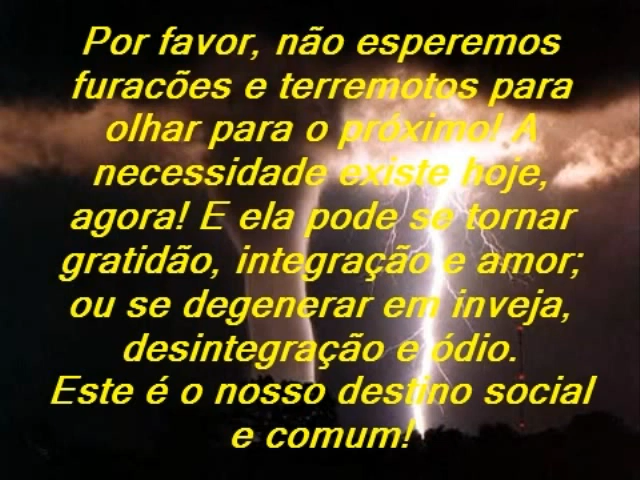 Por favor, não esperemos
furacões e terremotos para
olhar para o próximo! A
necessidade existe hoje,
agora! E ela pode se tornar
gratidão, integração e amor;
ou se degenerar em inveja,
desintegração e ódio.
Este é o nosso destino social
e comum!